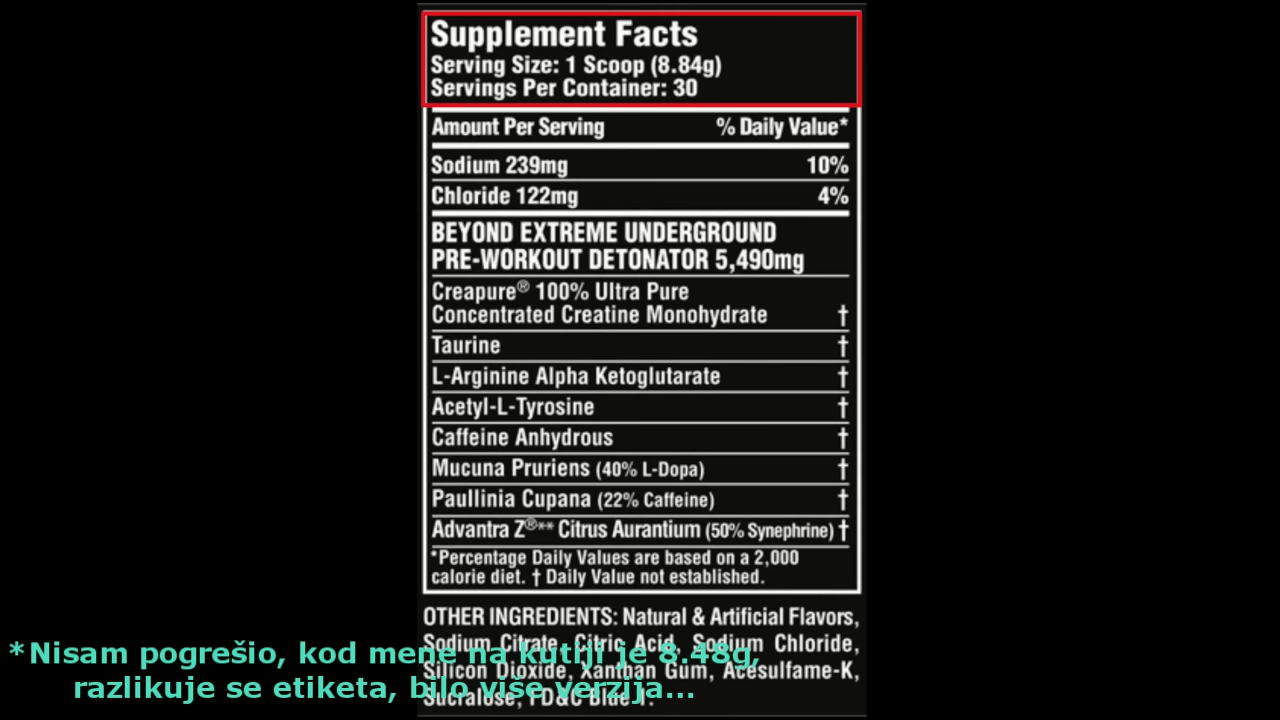 Supplement Facts
Serving Size: 1 Scoop (8.84g)
Servings Per Container: 30
Amount Per Serving % Daily Value*
Sodium 239mg 10%
Chloride 122mg 4%
BEYOND EXTREME UNDERGROUND
PRE-WORKOUT DETONATOR 5,490mg
Creapure® 100% Ultra Pure
Concentrated Creatine Monohydrate †
Taurine †
L-Arginine Alpha Ketoglutarate †
Acetyl-L-Tyrosine †
Caffeine Anhydrous †
Mucuna Pruriens (40% L-Dopa) †
Paullinia Cupana (22% Caffeine) †
Advantra Z®** Citrus Aurantium (50% Synephrine) †
*Percentage Daily Values are based on a 2,000
calorie diet. † Daily Value not established.
OTHER INGREDIENTS: Natural & Artificial Flavors,
Sodium Citrate, Citric Acid, Sodium Chloride,
Silicon Dioxide, Xanthan Gum, Acesulfame-K,
Sucralose, FD&C Blue 1.
*Nisam pogrešio, kod mene na kutiji je 8.48g,
razlikuje se etiketa, bilo više verzija...